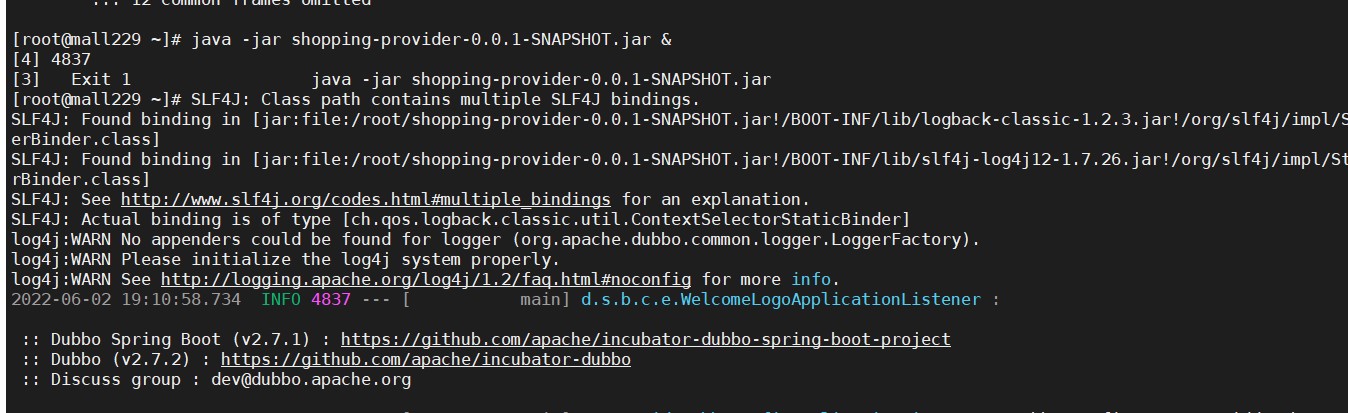 ... 12 common frames omitted
[root@mall229 ~]# java -jar shopping-provider-0.0.1-SNAPSHOT.jar &
[4] 4837
[3]   Exit 1                  java -jar shopping-provider-0.0.1-SNAPSHOT.jar
[root@mall229 ~]# SLF4J: Class path contains multiple SLF4J bindings.
SLF4J: Found binding in [jar:file:/root/shopping-provider-0.0.1-SNAPSHOT.jar!/BOOT-INF/lib/logback-classic-1.2.3.jar!/org/slf4j/impl/S
erBinder.class]
SLF4J: Found binding in [jar:file:/root/shopping-provider-0.0.1-SNAPSHOT.jar!/BOOT-INF/lib/slf4j-log4j12-1.7.26.jar!/org/slf4j/impl/St
rBinder.class]
SLF4J: See http://www.slf4j.org/codes.html#multiple_bindings for an explanation.
SLF4J: Actual binding is of type [ch.qos.logback.classic.util.ContextSelectorStaticBinder]
log4j:WARN No appenders could be found for logger (org.apache.dubbo.common.logger.LoggerFactory).
log4j:WARN Please initialize the log4j system properly.
log4j:WARN See http://logging.apache.org/log4j/1.2/faq.html#noconfig for more info.
2022-06-02 19:10:58.734  INFO 4837 --- [           main] d.s.b.c.e.WelcomeLogoApplicationListener :
:: Dubbo Spring Boot (v2.7.1) : https://github.com/apache/incubator-dubbo-spring-boot-project
:: Dubbo (v2.7.2) : https://github.com/apache/incubator-dubbo
:: Discuss group : dev@dubbo.apache.org